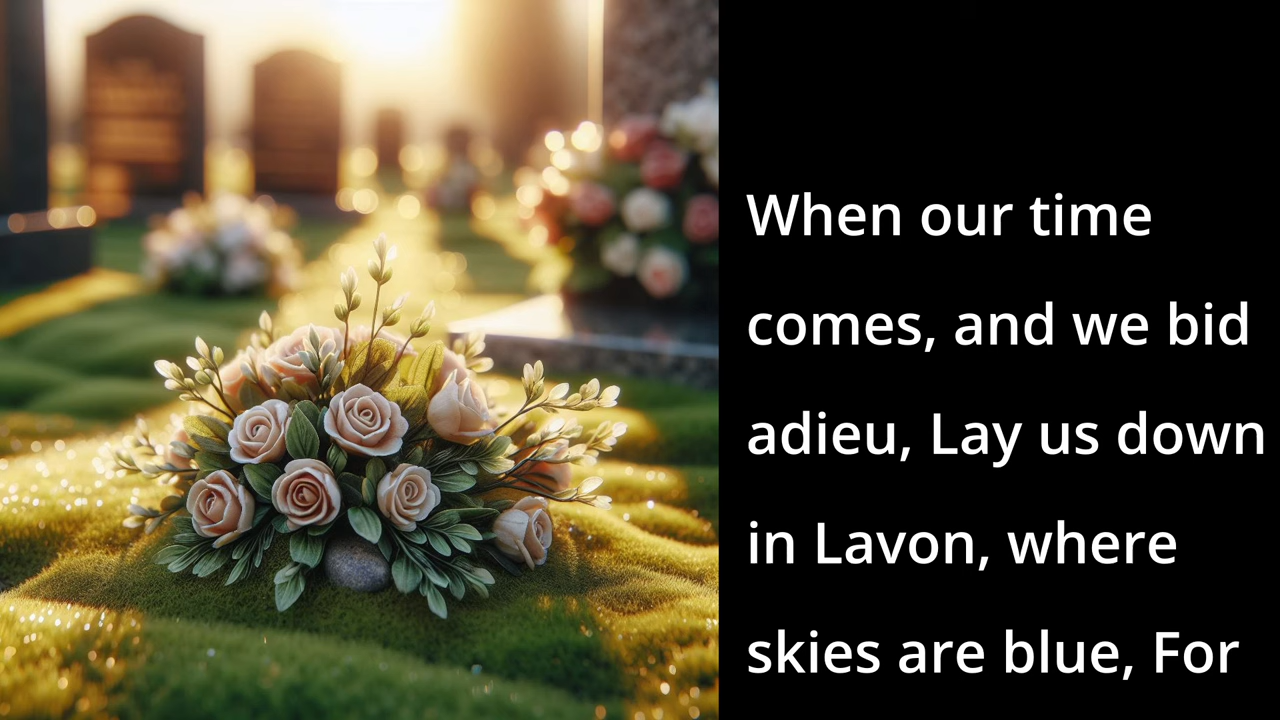 When our time
comes, and we bid
adieu, Lay us down
in Lavon, where
skies are blue, For